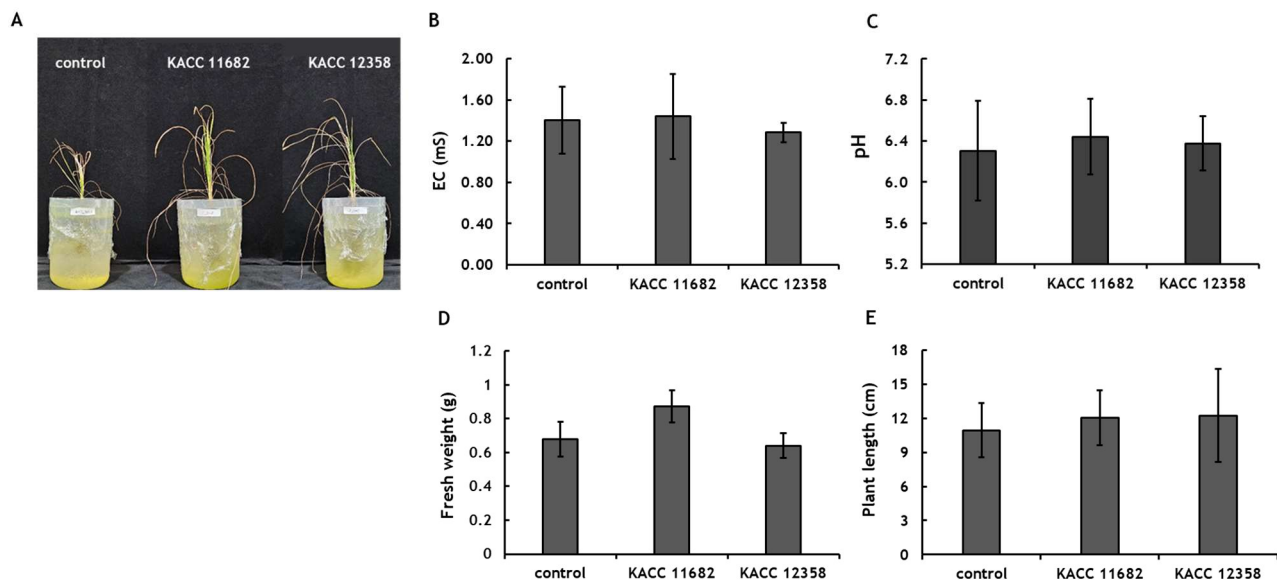 A
control KACC 11682 KACC 12358
B
EC (mS)
2.00
1.60
1.20
0.80
0.40
0.00
control KACC 11682 KACC 12358
C
pH
7.2
6.8
6.4
6.0
5.6
5.2
control KACC 11682 KACC 12358
D
Fresh weight (g)
1.2
1
0.8
0.6
0.4
0.2
0
control KACC 11682 KACC 12358
E
Plant length (cm)
18
15
12
9
6
3
0
control KACC 11682 KACC 12358